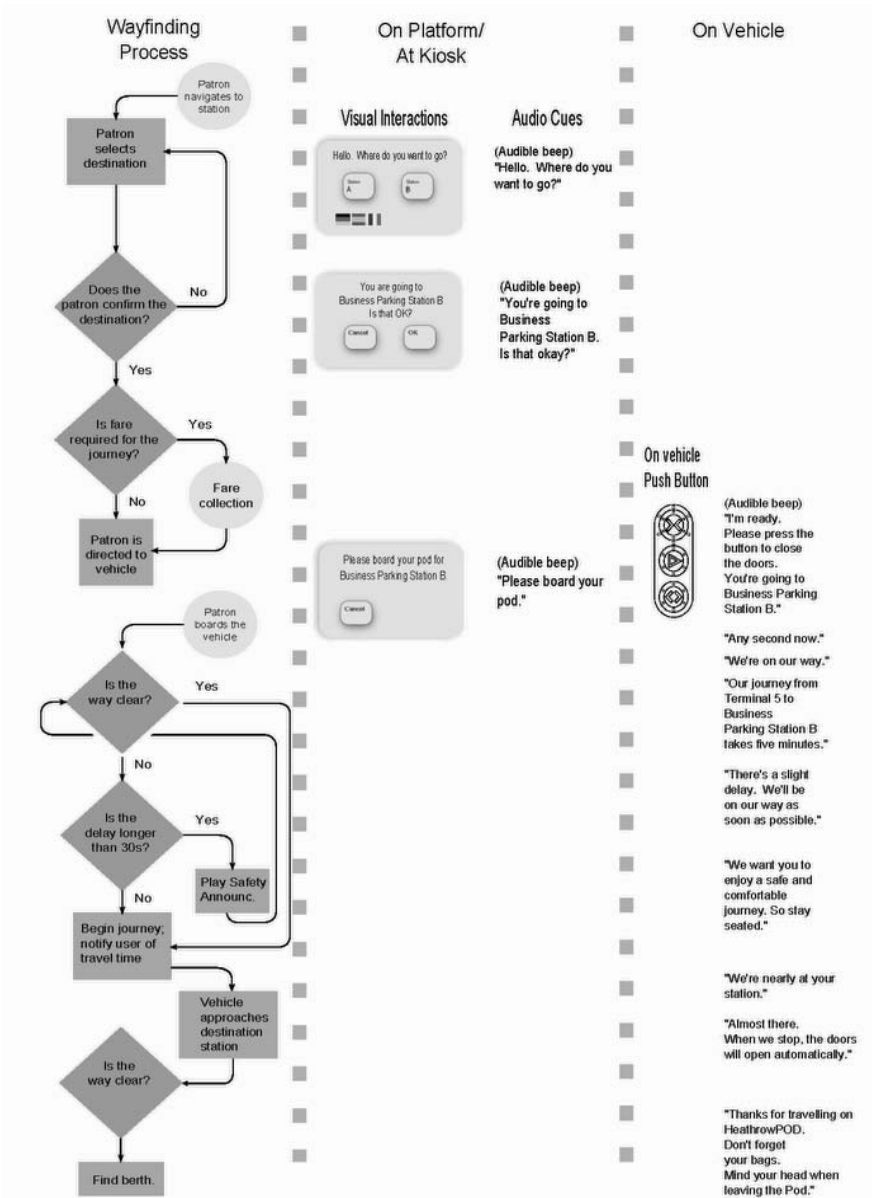 Wayfinding
Process
On Platform/
At Kiosk
On Vehicle
Patron
navigates to
station
Patron
selects
destination
Does the
patron confirm the
destination?
No
Yes
Is fare
required for the
journey?
Yes
Fare
collection
No
Patron is
directed to
vehicle
Patron
boards the
vehicle
Is the
way clear?
Yes
No
Is the
delay longer
than 30s?
Yes
Play Safety
Announc.
No
Begin journey;
notify user of
travel time
Vehicle
approaches
destination
station
Is the
way clear?
Find berth.
Visual Interactions
Hello. Where do you want to go?
Station
A
Station
B
You are going to
Business Parking Station B
Is that OK?
Cancel
OK
Please board your pod for
Business Parking Station B
Cancel
Audio Cues
(Audible beep)
"Hello. Where do you
want to go?"
(Audible beep)
"You're going to
Business
Parking Station B.
Is that okay?"
(Audible beep)
"Please board your
pod."
On vehicle
Push Button
(Audible beep)
"I'm ready.
Please press the
button to close
the doors.
You're going to
Business Parking
Station B."
"Any second now."
"We're on our way."
"Our journey from
Terminal 5 to
Business
Parking Station B
takes five minutes."
"There's a slight
delay. We'll be
on our way as
soon as possible."
"We want you to
enjoy a safe and
comfortable
journey. So stay
seated."
"We're nearly at your
station."
"Almost there.
When we stop, the doors
will open automatically."
"Thanks for travelling on
HeathrowPOD.
Don't forget
your bags.
Mind your head when
leaving the Pod."